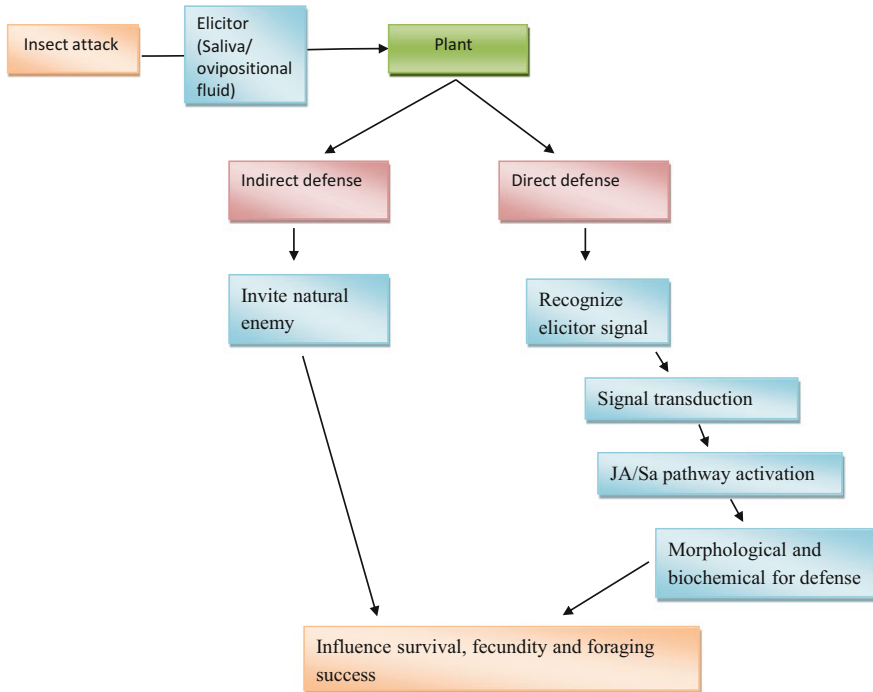 Insect attack
Elicitor
(Saliva/
ovipositional
fluid)
Plant
Indirect defense
Direct defense
Invite natural
enemy
Recognize
elicitor signal
Signal transduction
JA/Sa pathway activation
Morphological and
biochemical for defense
Influence survival, fecundity and foraging
success